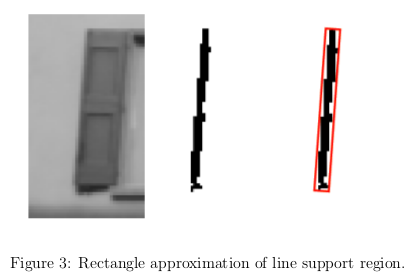 Figure 3: Rectangle approximation of line support region.